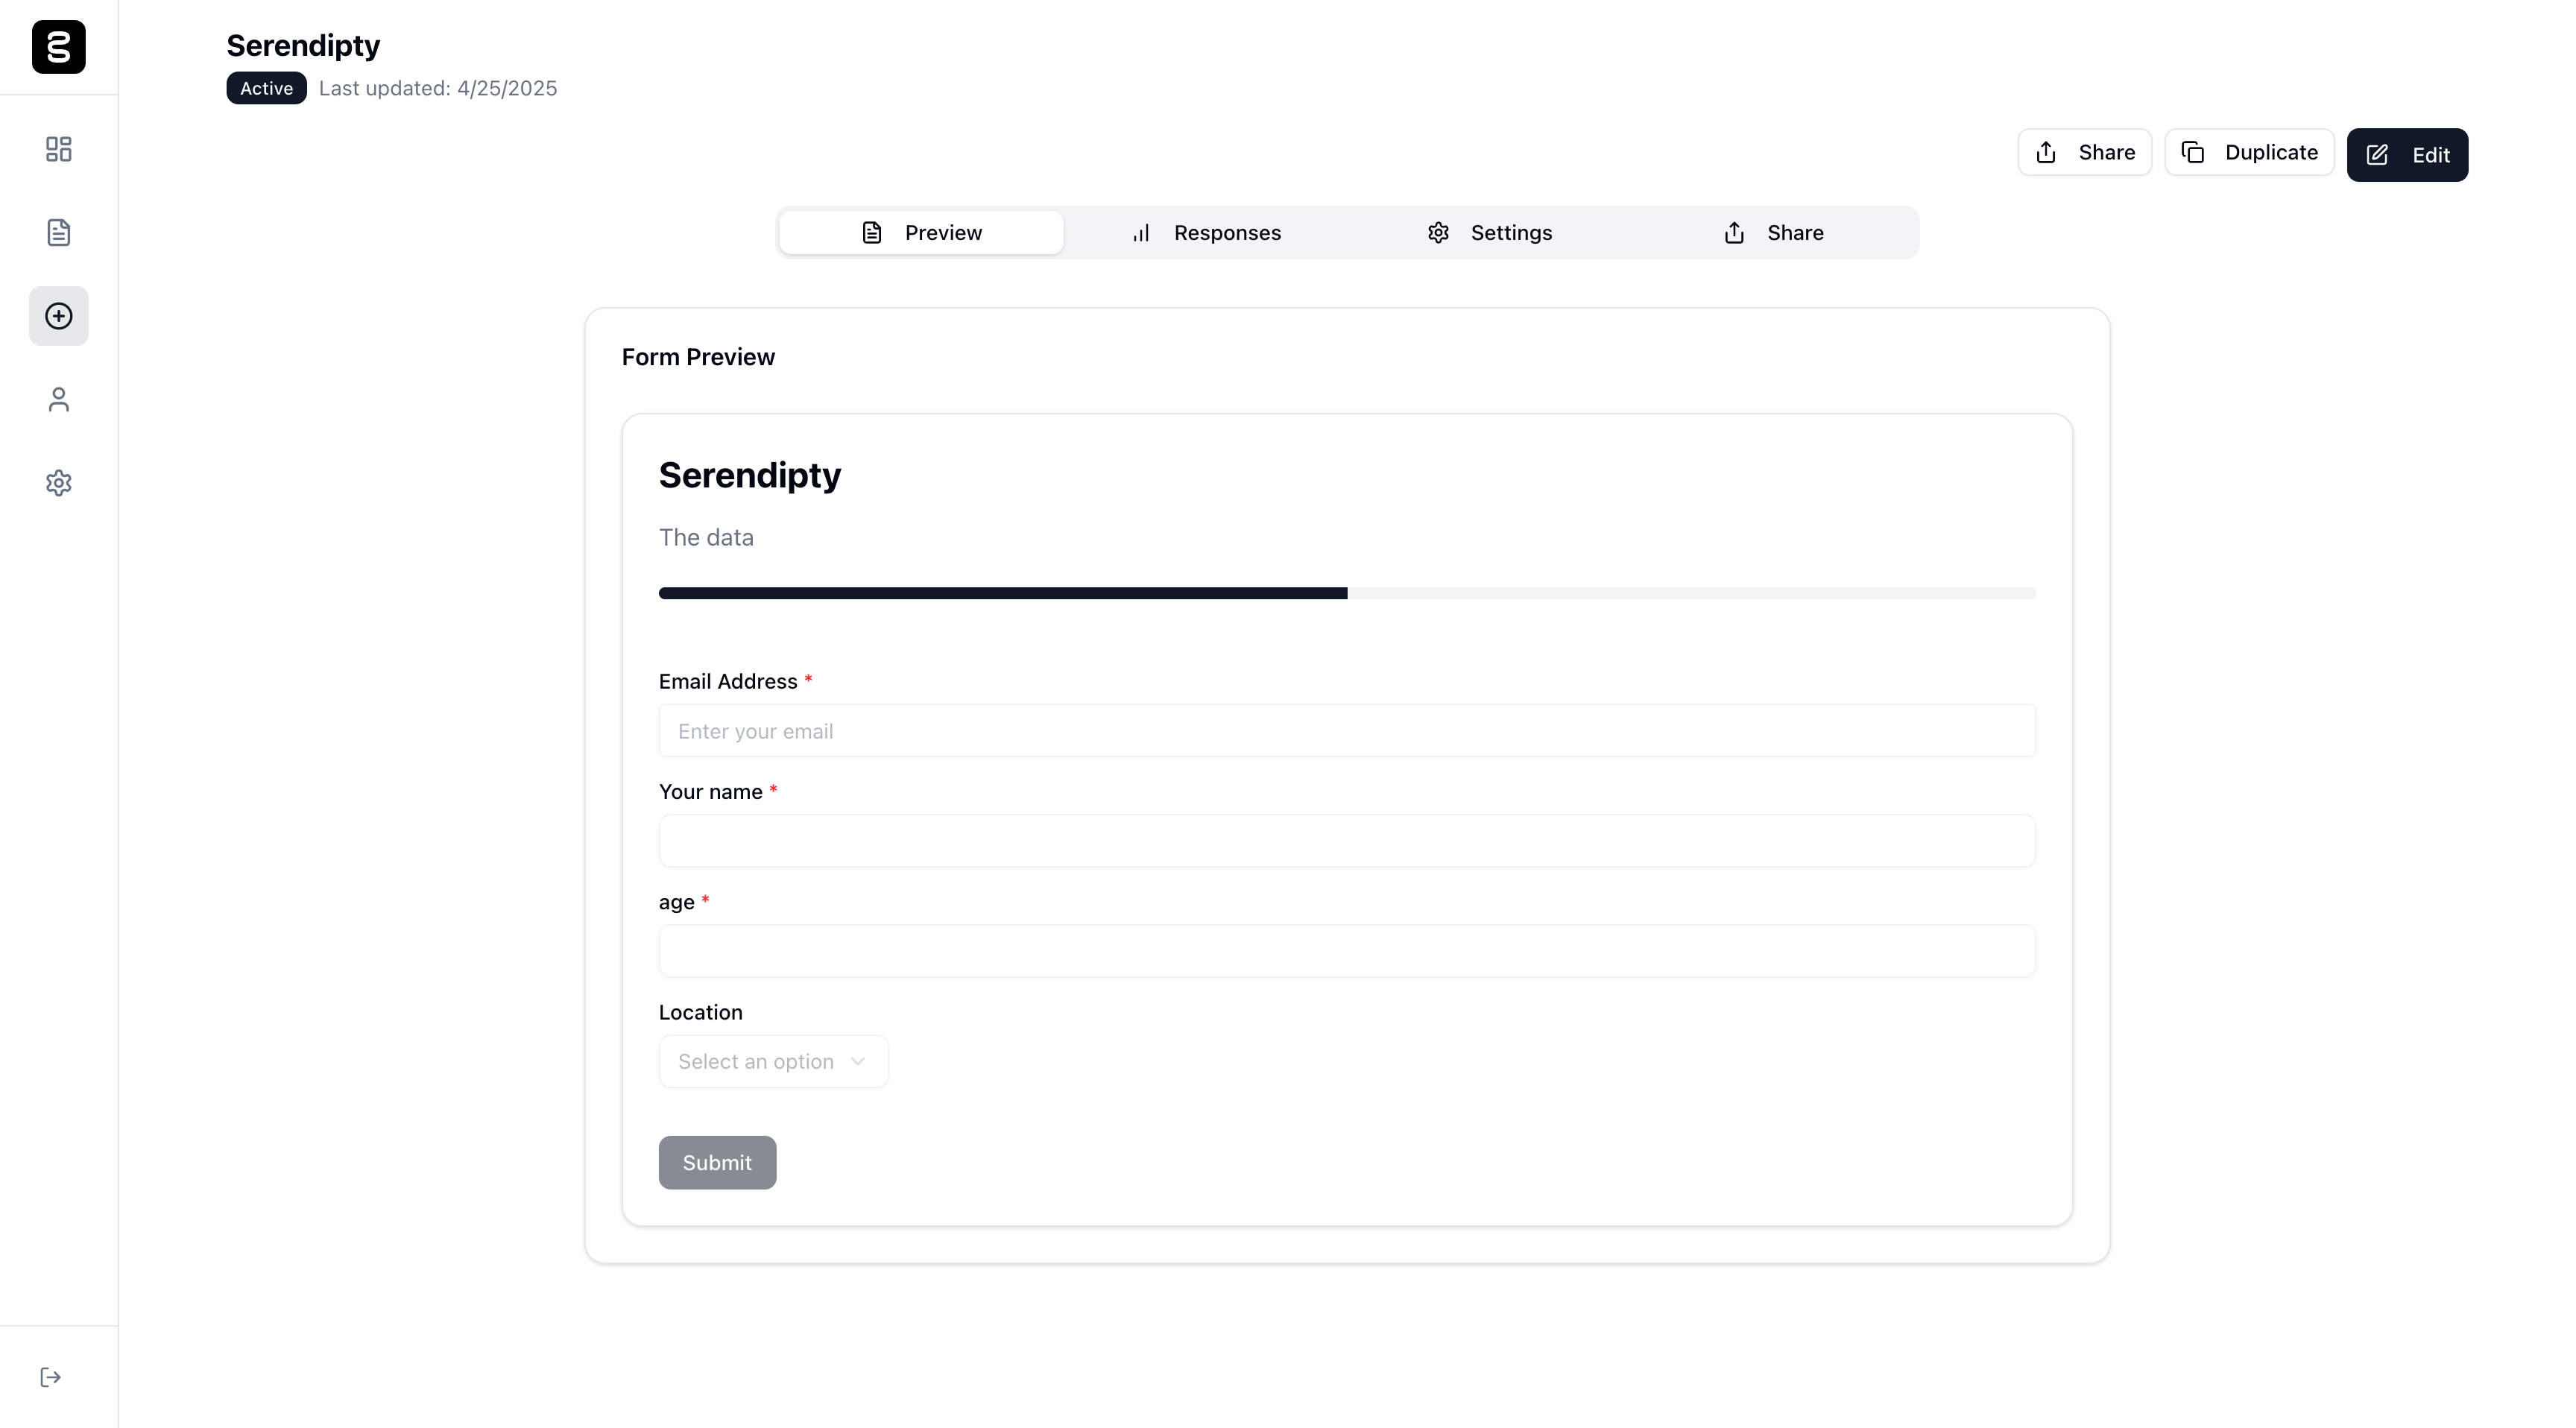 Serendipty
Active Last updated: 4/25/2025
Share Duplicate Edit
Preview Responses Settings Share
Form Preview
Serendipty
The data
Email Address *
Enter your email
Your name *
age *
Location
Select an option
Submit